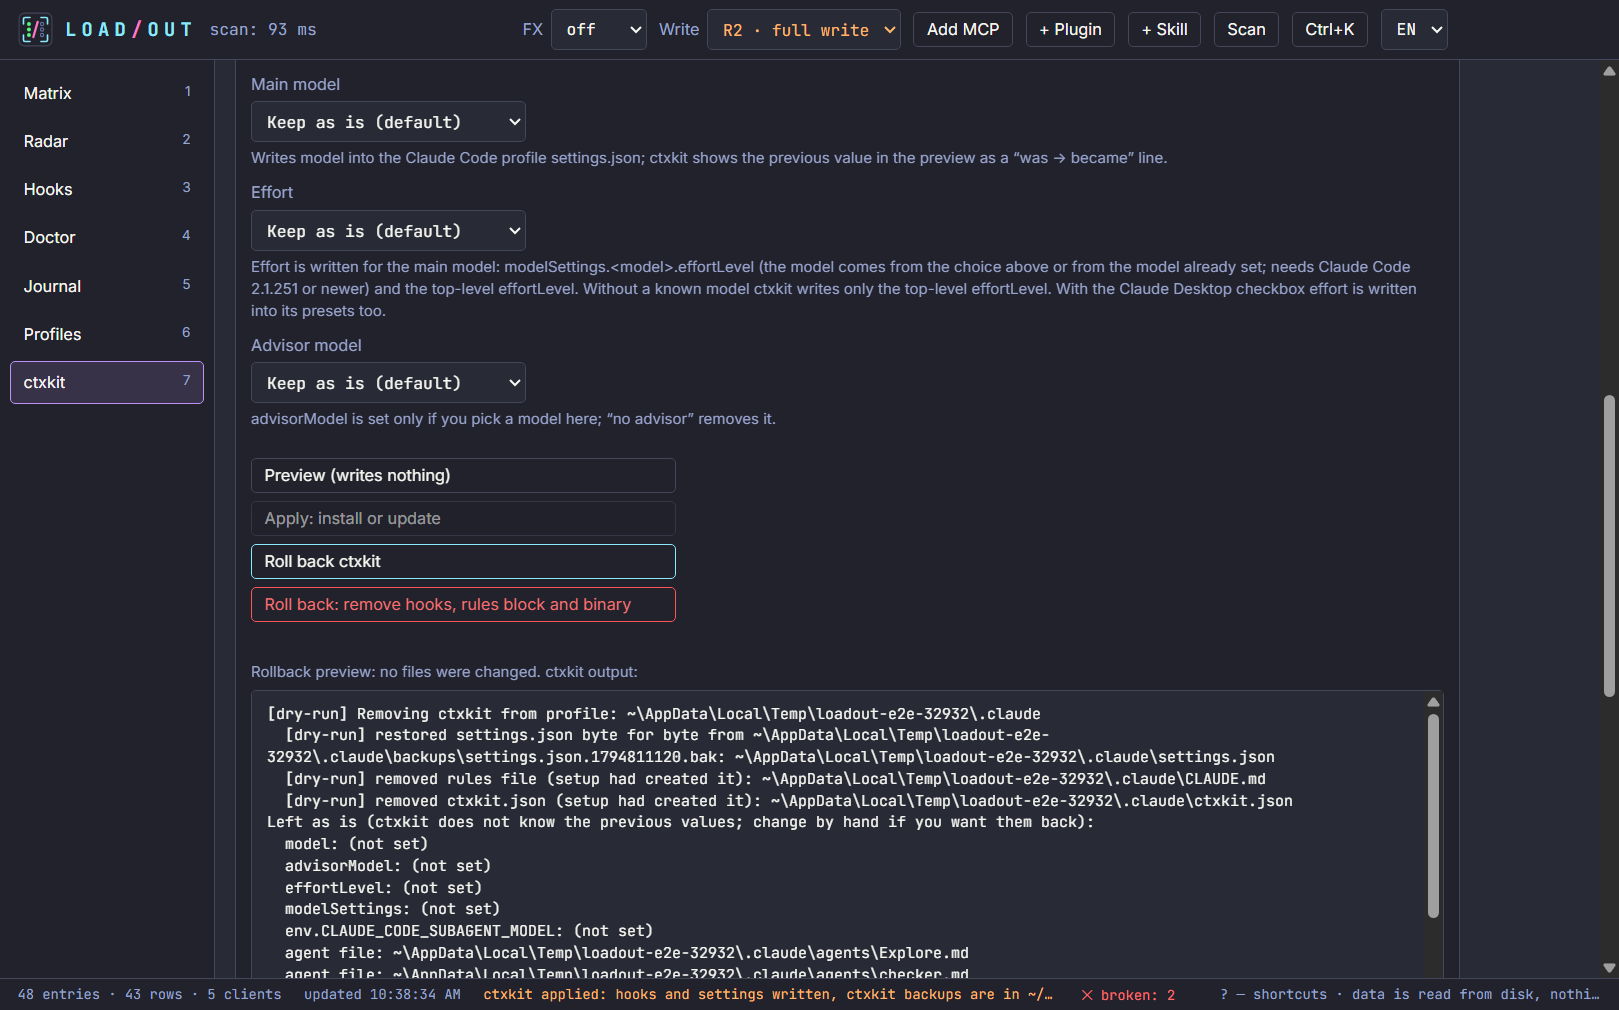 LOAD/OUT scan: 93 ms FX off Write R2 · full write Add MCP + Plugin + Skill Scan Ctrl+K EN
Matrix 1
Radar 2
Hooks 3
Doctor 4
Journal 5
Profiles 6
ctxkit 7
Main model
Keep as is (default)
Writes model into the Claude Code profile settings.json; ctxkit shows the previous value in the preview as a “was → became” line.
Effort
Keep as is (default)
Effort is written for the main model: modelSettings.<model>.effortLevel (the model comes from the choice above or from the model already set; needs Claude Code
2.1.251 or newer) and the top-level effortLevel. Without a known model ctxkit writes only the top-level effortLevel. With the Claude Desktop checkbox effort is written
into its presets too.
Advisor model
Keep as is (default)
advisorModel is set only if you pick a model here; “no advisor” removes it.
Preview (writes nothing)
Apply: install or update
Roll back ctxkit
Roll back: remove hooks, rules block and binary
Rollback preview: no files were changed. ctxkit output:
[dry-run] Removing ctxkit from profile: ~\AppData\Local\Temp\loadout-e2e-32932\.claude
[dry-run] restored settings.json byte for byte from ~\AppData\Local\Temp\loadout-e2e-
32932\.claude\backups\settings.json.1794811120.bak: ~\AppData\Local\Temp\loadout-e2e-32932\.claude\settings.json
[dry-run] removed rules file (setup had created it): ~\AppData\Local\Temp\loadout-e2e-32932\.claude\CLAUDE.md
[dry-run] removed ctxkit.json (setup had created it): ~\AppData\Local\Temp\loadout-e2e-32932\.claude\ctxkit.json
Left as is (ctxkit does not know the previous values; change by hand if you want them back):
model: (not set)
advisorModel: (not set)
effortLevel: (not set)
modelSettings: (not set)
env.CLAUDE_CODE_SUBAGENT_MODEL: (not set)
agent file: ~\AppData\Local\Temp\loadout-e2e-32932\.claude\agents\Explore.md
agent file: ~\AppData\Local\Temp\loadout-e2e-32932\.claude\agents\checker.md
48 entries · 43 rows · 5 clients updated 10:38:34 AM ctxkit applied: hooks and settings written, ctxkit backups are in ~/… × broken: 2 ? — shortcuts · data is read from disk, nothi…